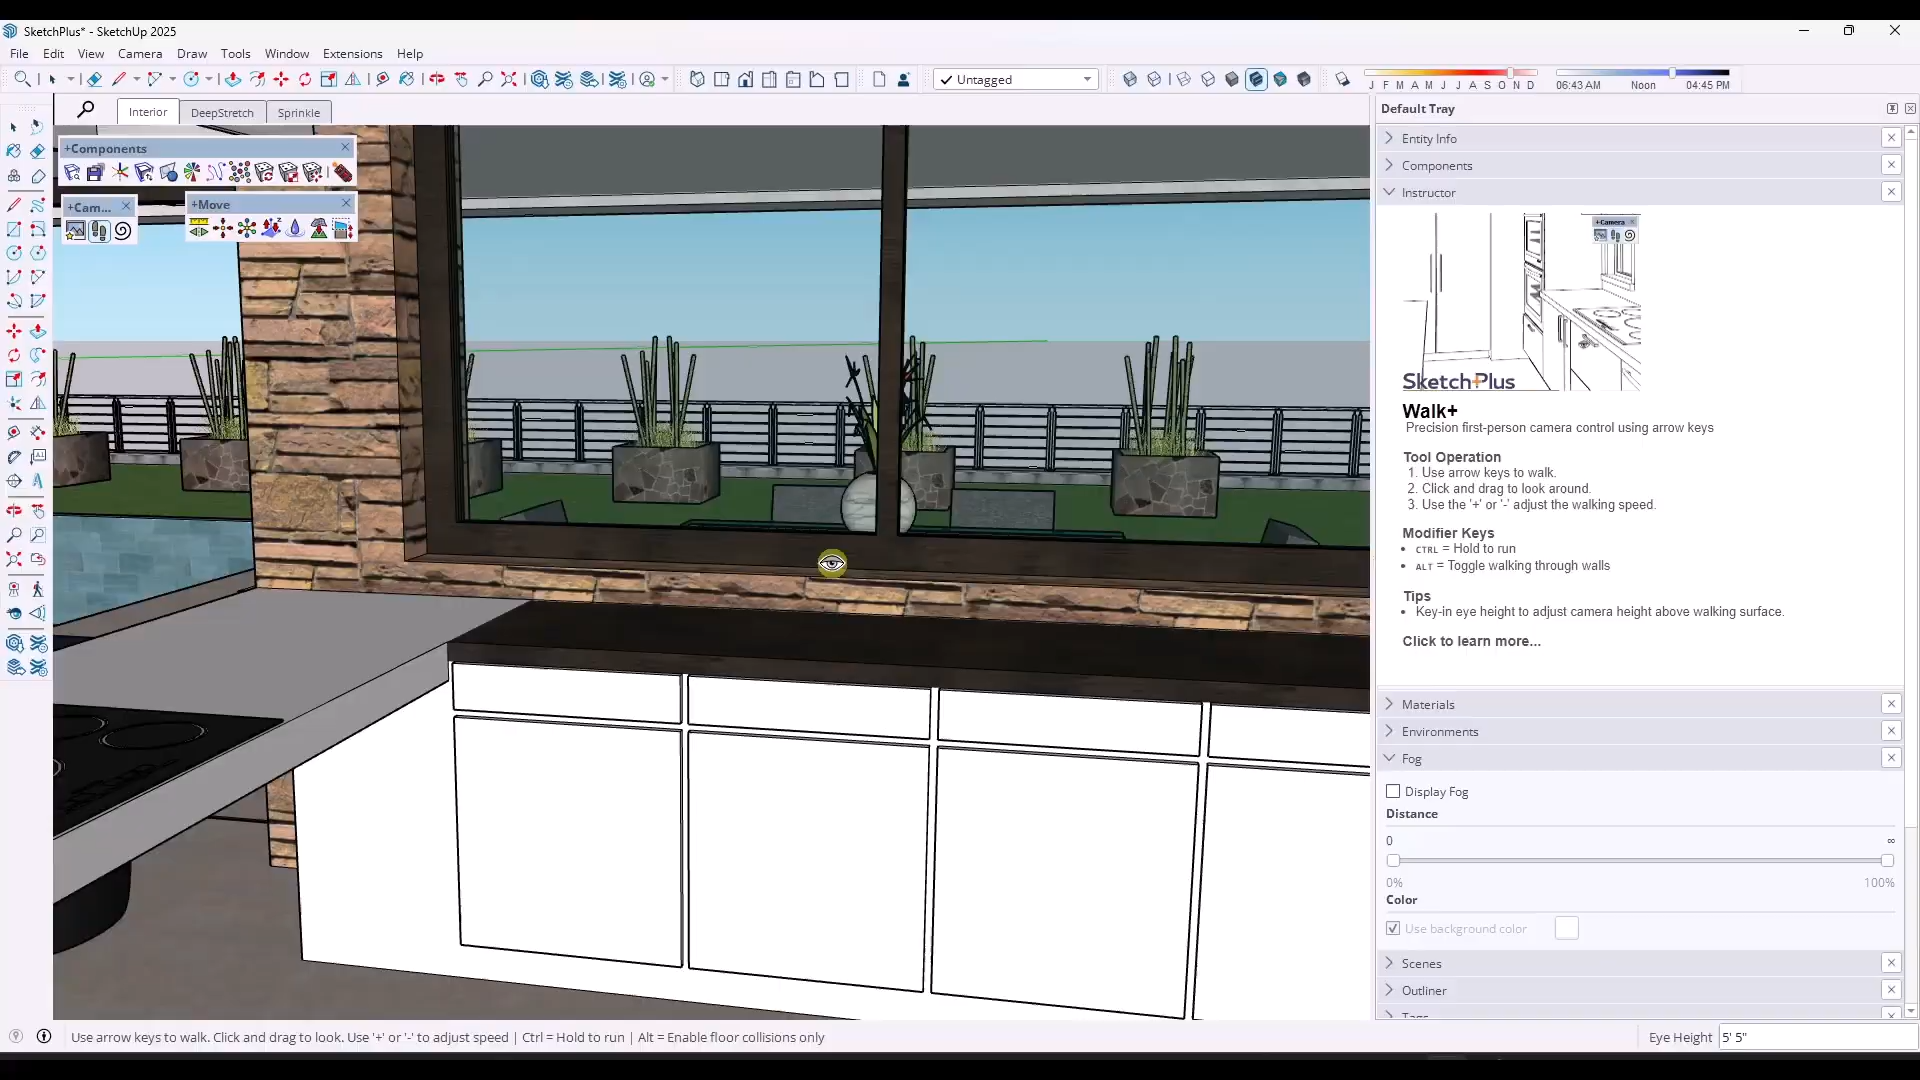 SketchPlus* - SketchUp 2025
File Edit View Camera Draw Tools Window Extensions Help
Untagged
J F M A M J J A S O N D
06:43 AM Noon 04:45 PM
Interior DeepStretch Sprinkle
+Components
+Cam...
+Move
Default Tray
Entity Info
Components
Instructor
+Camera
SketchPlus
Walk+
Precision first-person camera control using arrow keys
Tool Operation
1. Use arrow keys to walk.
2. Click and drag to look around.
3. Use the '+' or '-' adjust the walking speed.
Modifier Keys
• CTRL = Hold to run
• ALT = Toggle walking through walls
Tips
• Key-in eye height to adjust camera height above walking surface.
Click to learn more...
Materials
Environments
Fog
Display Fog
Distance
0 ∞
0% 100%
Color
Use background color
Scenes
Outliner
Tags
Use arrow keys to walk. Click and drag to look. Use '+' or '-' to adjust speed | Ctrl = Hold to run | Alt = Enable floor collisions only
Eye Height 5' 5"